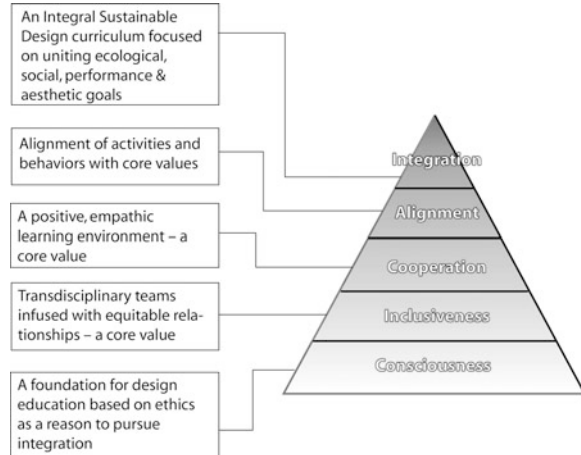 An Integral Sustainable
Design curriculum focused
on uniting ecological,
social, performance &
aesthetic goals
Alignment of activities and
behaviors with core values
A positive, empathic
learning environment – a
core value
Transdisciplinary teams
infused with equitable rela-
tionships – a core value
A foundation for design
education based on ethics
as a reason to pursue
integration
Integration
Alignment
Cooperation
Inclusiveness
Consciousness